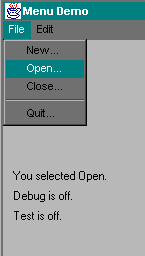 Menu Demo
File Edit
New...
Open...
Close...
Quit...
You selected Open.
Debug is off.
Test is off.